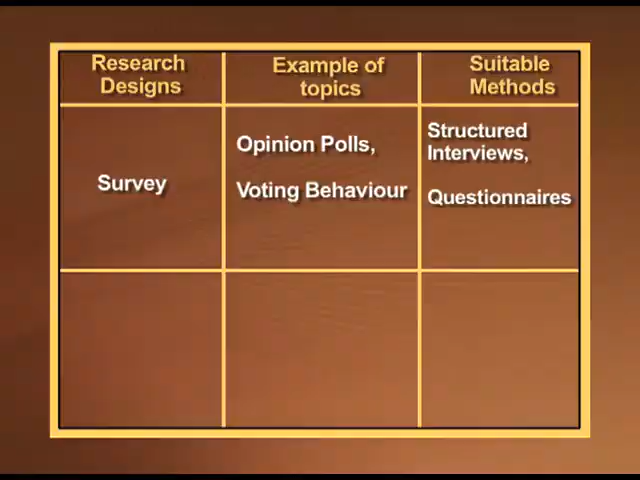 Research
Designs
Example of
topics
Suitable
Methods
Survey
Opinion Polls,
Voting Behaviour
Structured
Interviews,
Questionnaires